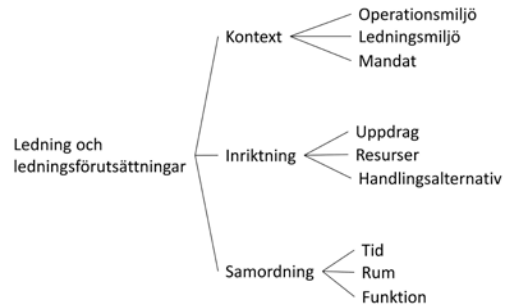 Ledning och
ledningsförutsättningar
Kontext
Operationsmiljö
Ledningsmiljö
Mandat
Inriktning
Uppdrag
Resurser
Handlingsalternativ
Samordning
Tid
Rum
Funktion